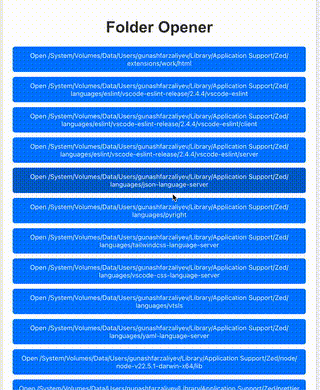 Folder Opener
Open /System/Volumes/Data/Users/gunashfarzaliyev/Library/Application Support/Zed/
extensions/work/html
Open /System/Volumes/Data/Users/gunashfarzaliyev/Library/Application Support/Zed/
languages/eslint/vscode-eslint-release/2.4.4/vscode-eslint
Open /System/Volumes/Data/Users/gunashfarzaliyev/Library/Application Support/Zed/
languages/eslint/vscode-eslint-release/2.4.4/client
Open /System/Volumes/Data/Users/gunashfarzaliyev/Library/Application Support/Zed/
languages/eslint/vscode-eslint-release/2.4.4/server
Open /System/Volumes/Data/Users/gunashfarzaliyev/Library/Application Support/Zed/
languages/json-language-server
Open /System/Volumes/Data/Users/gunashfarzaliyev/Library/Application Support/Zed/
languages/pyright
Open /System/Volumes/Data/Users/gunashfarzaliyev/Library/Application Support/Zed/
languages/tailwindcss-language-server
Open /System/Volumes/Data/Users/gunashfarzaliyev/Library/Application Support/Zed/
languages/vscode-css-language-server
Open /System/Volumes/Data/Users/gunashfarzaliyev/Library/Application Support/Zed/
languages/vtsls
Open /System/Volumes/Data/Users/gunashfarzaliyev/Library/Application Support/Zed/
languages/yaml-language-server
Open /System/Volumes/Data/Users/gunashfarzaliyev/Library/Application Support/Zed/node/
node-v22.5.1-darwin-x64/lib
Open /System/Volumes/Data/Users/gunashfarzaliyev/Library/Application Support/Zed/prettier